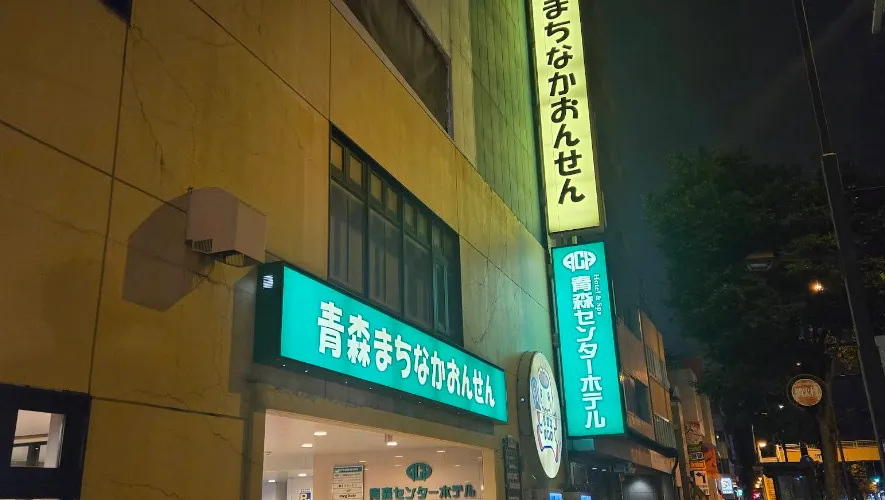 まちなかおんせん
ACH
Hotel & Spa
青森センターホテル
青森まちなかおんせん
青森センターホテル